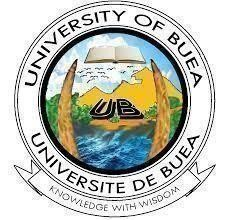 UNIVERSITY OF BUEA
UB
UNIVERSITE DE BUEA
KNOWLEDGE WITH WISDOM